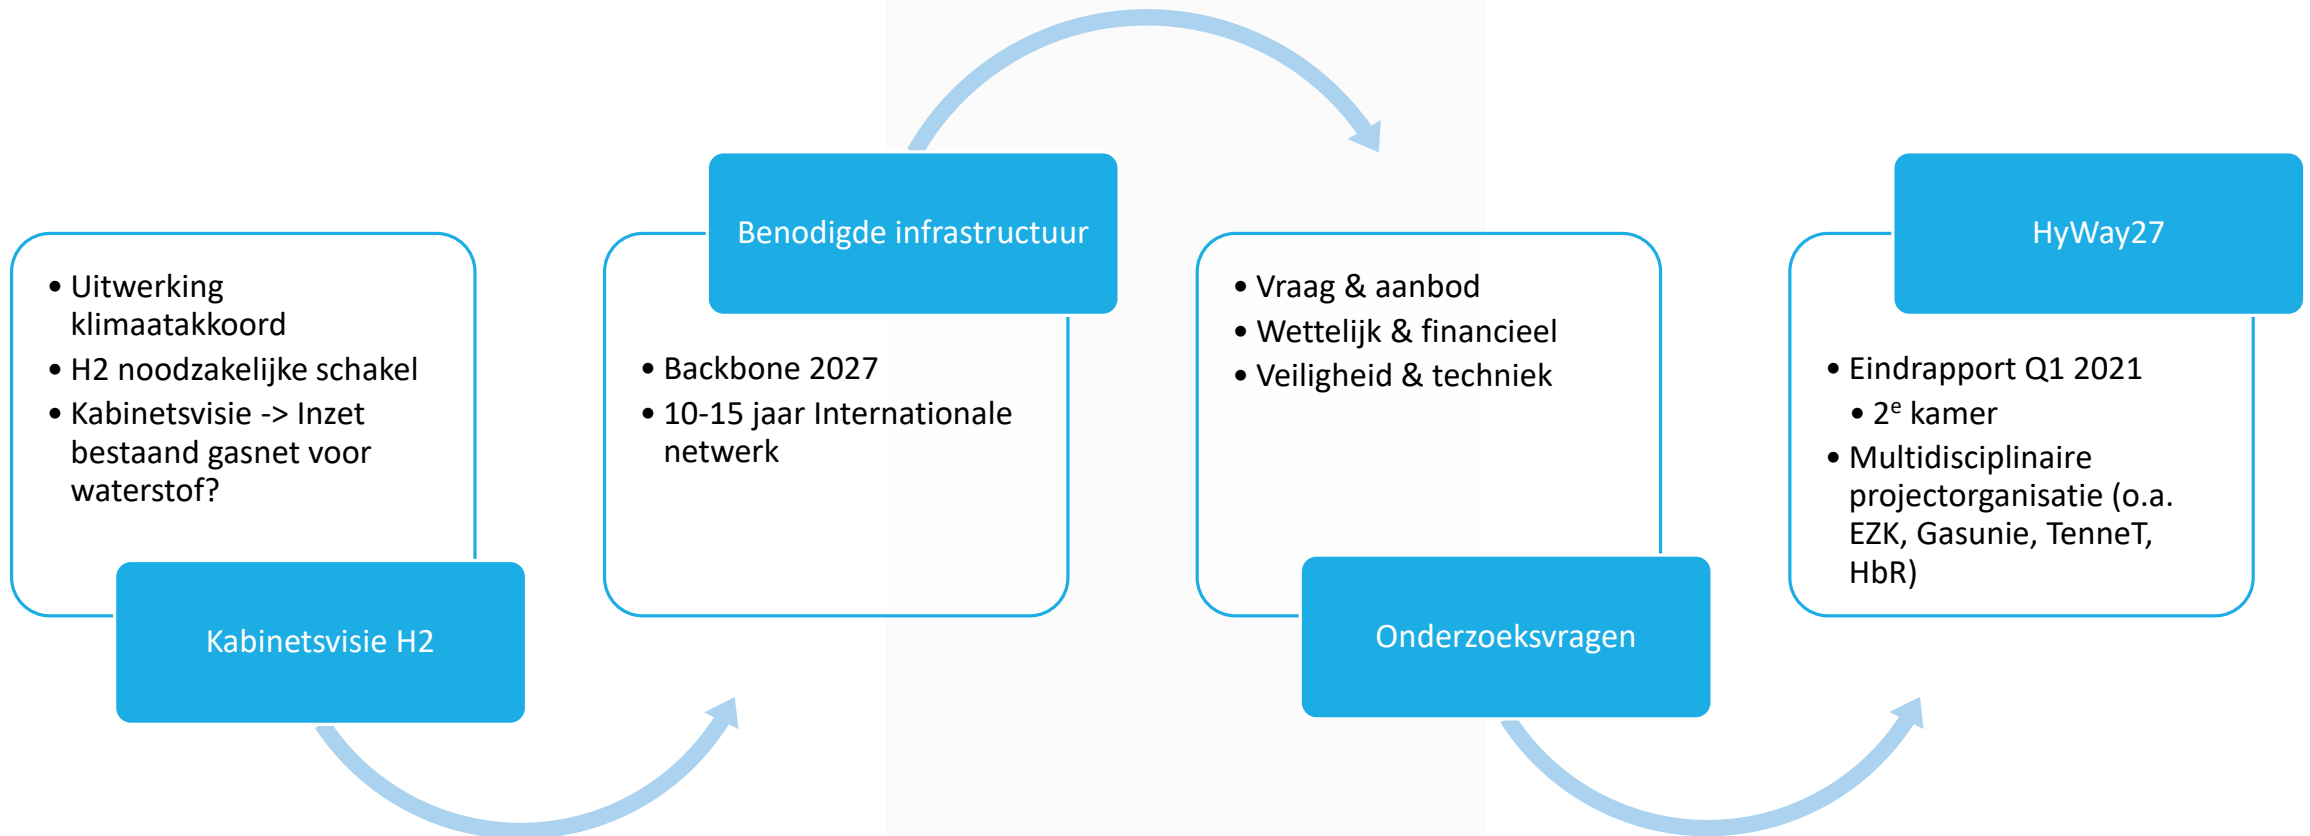 • Uitwerking
klimaatakkoord
• H2 noodzakelijke schakel
• Kabinetsvisie -> Inzet
bestaand gasnet voor
waterstof?
Kabinetsvisie H2
Benodigde infrastructuur
• Backbone 2027
• 10-15 jaar Internationale
netwerk
• Vraag & aanbod
• Wettelijk & financieel
• Veiligheid & techniek
Onderzoeksvragen
HyWay27
• Eindrapport Q1 2021
• 2ᵉ kamer
• Multidisciplinaire
projectorganisatie (o.a.
EZK, Gasunie, TenneT,
HbR)